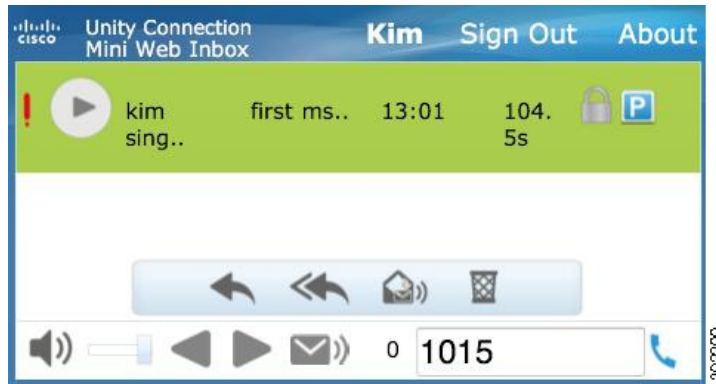 cisco
Unity Connection
Mini Web Inbox
Kim Sign Out About
! kim first ms.. 13:01 104. P
sing.. 5s
0 1015